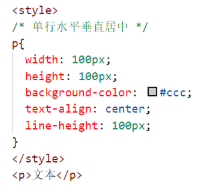 <style>
/* 单行水平垂直居中 */
p{
  width: 100px;
  height: 100px;
  background-color: #ccc;
  text-align: center;
  line-height: 100px;
}
</style>
<p>文本</p>